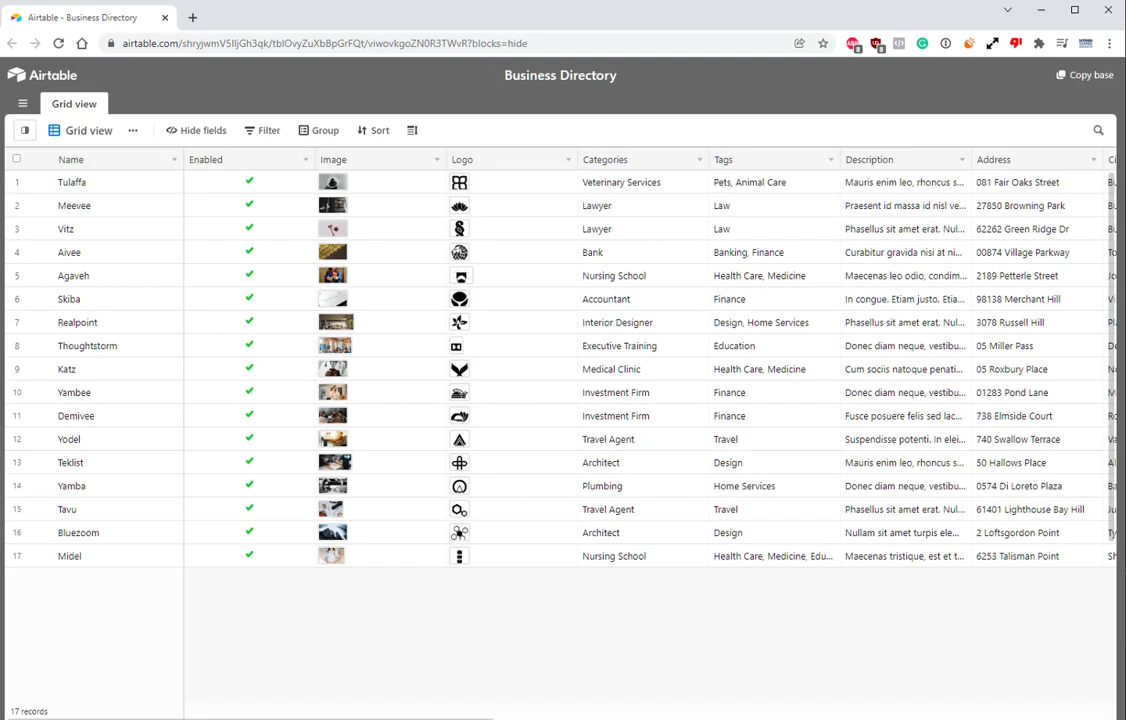 Airtable - Business Directory
airtable.com/shryjwmV5IIjGh3qk/tblOvyZuXbBpGrFQt/viwovkgoZN0R3TWvR?blocks=hide
Airtable
Business Directory
Copy base
Grid view
Grid view
Hide fields
Filter
Group
Sort
Name Enabled Image Logo Categories Tags Description Address Ci
1 Tulaffa Veterinary Services Pets, Animal Care Mauris enim leo, rhoncus s... 081 Fair Oaks Street
2 Meevee Lawyer Law Praesent id massa id nisl ve... 27850 Browning Park
3 Vitz Lawyer Law Phasellus sit amet erat. Nul... 62262 Green Ridge Dr
4 Aivee Bank Banking, Finance Curabitur gravida nisi at ni... 00874 Village Parkway
5 Agaveh Nursing School Health Care, Medicine Maecenas leo odio, condim... 2189 Petterle Street
6 Skiba Accountant Finance In congue. Etiam justo. Etia... 98138 Merchant Hill
7 Realpoint Interior Designer Design, Home Services Phasellus sit amet erat. Nul... 3078 Russell Hill
8 Thoughtstorm Executive Training Education Donec diam neque, vestibu... 05 Miller Pass
9 Katz Medical Clinic Health Care, Medicine Cum sociis natoque penati... 05 Roxbury Place
10 Yambee Investment Firm Finance Donec diam neque, vestibu... 01283 Pond Lane
11 Demivee Investment Firm Finance Fusce posuere felis sed lac... 738 Elmside Court
12 Yodel Travel Agent Travel Suspendisse potenti. In elei... 740 Swallow Terrace
13 Teklist Architect Design Mauris enim leo, rhoncus s... 50 Hallows Place
14 Yamba Plumbing Home Services Donec diam neque, vestibu... 0574 Di Loreto Plaza
15 Tavu Travel Agent Travel Phasellus sit amet erat. Nul... 61401 Lighthouse Bay Hill
16 Bluezoom Architect Design Nullam sit amet turpis ele... 2 Loftsgordon Point
17 Midel Nursing School Health Care, Medicine, Edu... Maecenas tristique, est et t... 6253 Talisman Point
17 records